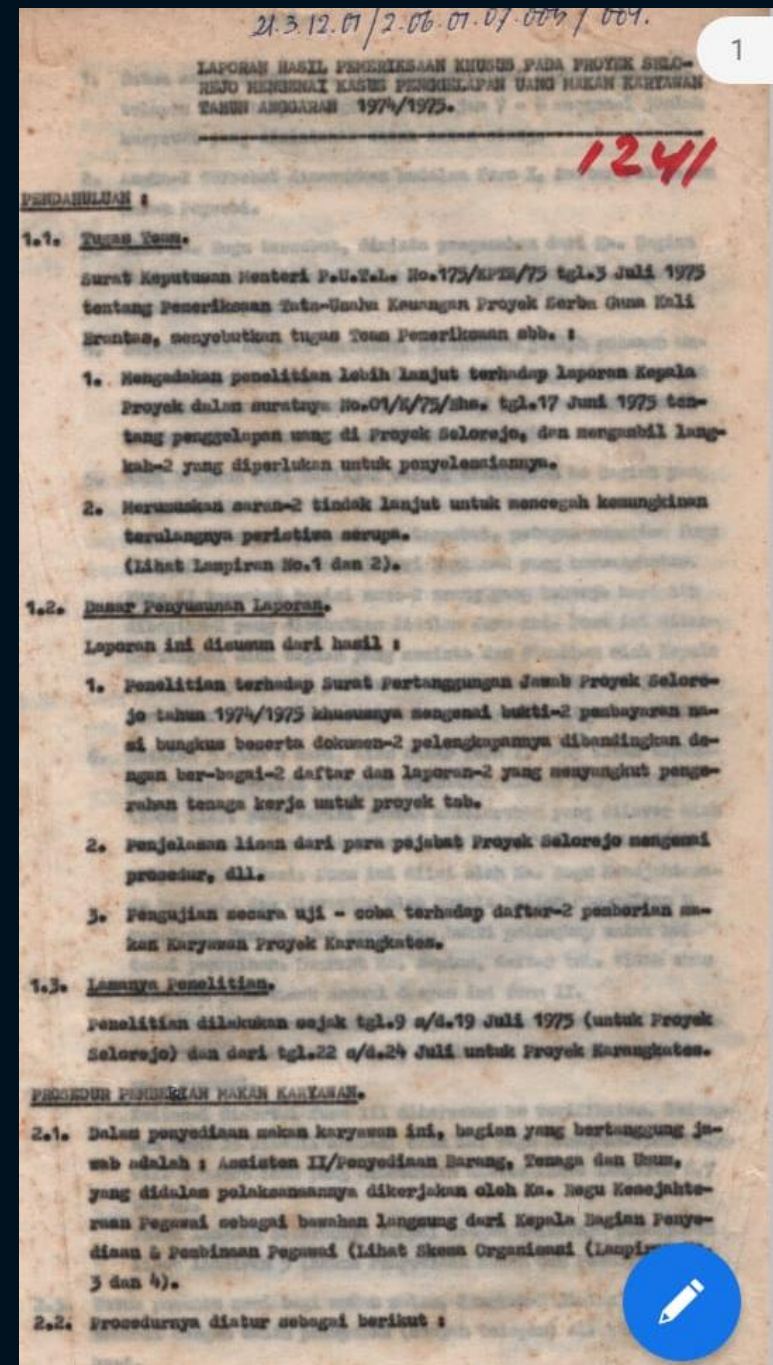 1
21.3.12.01/2.06.01.07.005/001.
LAPORAN HASIL PEMERIKSAAN KHUSUS PADA PROYEK SELO-
REJO MENGENAI KASUS PENGGELAPAN UANG MAKAN KARYAWAN
TAHUN ANGGARAN 1974/1975.
1241
PENDAHULUAN :
1.1. Tugas Team.
Surat Keputusan Menteri P.U.T.L. No.175/KPTS/75 tgl.3 Juli 1975
tentang Pemeriksaan Tata-Usaha Keuangan Proyek Serba Guna Kali
Brantas, menyebutkan tugas Team Pemeriksaan sbb. :
1. Mengadakan penelitian lebih lanjut terhadap laporan Kepala
Proyek dalam suratnya No.01/K/75/Rhs. tgl.17 Juni 1975 ten-
tang penggelapan uang di Proyek Selorejo, dan mengambil lang-
kah-2 yang diperlukan untuk penyelesaiannya.
2. Merumuskan saran-2 tindak lanjut untuk mencegah kemungkinan
terulangnya peristiwa serupa.
(Lihat Lampiran No.1 dan 2).
1.2. Dasar Penyusunan Laporan.
Laporan ini disusun dari hasil :
1. Penelitian terhadap Surat Pertanggungan Jawab Proyek Selore-
jo tahun 1974/1975 khususnya mengenai bukti-2 pembayaran na-
si bungkus beserta dokumen-2 pelengkapannya dibandingkan de-
ngan ber-bagai-2 daftar dan laporan-2 yang menyangkut penge-
rahan tenaga kerja untuk proyek tsb.
2. Penjelasan lisan dari para pejabat Proyek Selorejo mengenai
prosedur, dll.
3. Pengujian secara uji - coba terhadap daftar-2 pemberian ma-
kan Karyawan Proyek Karangkates.
1.3. Lamanya Penelitian.
Penelitian dilakukan sejak tgl.9 s/d.19 Juli 1975 (untuk Proyek
Selorejo) dan dari tgl.22 s/d.24 Juli untuk Proyek Karangkates.
PROSEDUR PEMBERIAN MAKAN KARYAWAN.
2.1. Dalam penyediaan makan karyawan ini, bagian yang bertanggung ja-
wab adalah : Assisten II/Penyediaan Barang, Tenaga dan Umum,
yang didalam pelaksanaannya dikerjakan oleh Ka. Regu Kesejahte-
raan Pegawai sebagai bawahan langsung dari Kepala Bagian Penye-
diaan & Pembinaan Pegawai (Lihat Skema Organisasi (Lampiran
3 dan 4).
2.2. Prosedurnya diatur sebagai berikut :